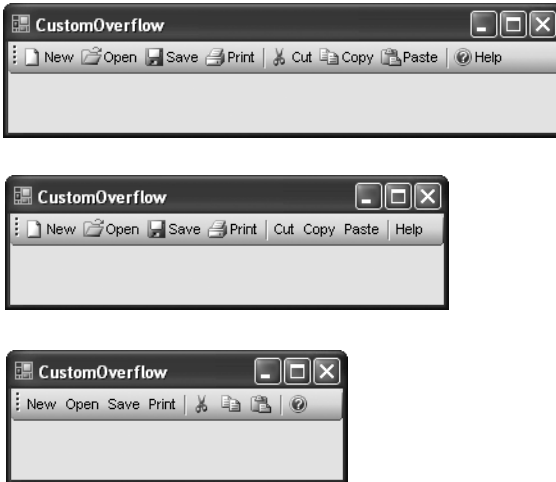 CustomOverflow
New Open Save Print Cut Copy Paste Help
CustomOverflow
New Open Save Print Cut Copy Paste Help
CustomOverflow
New Open Save Print